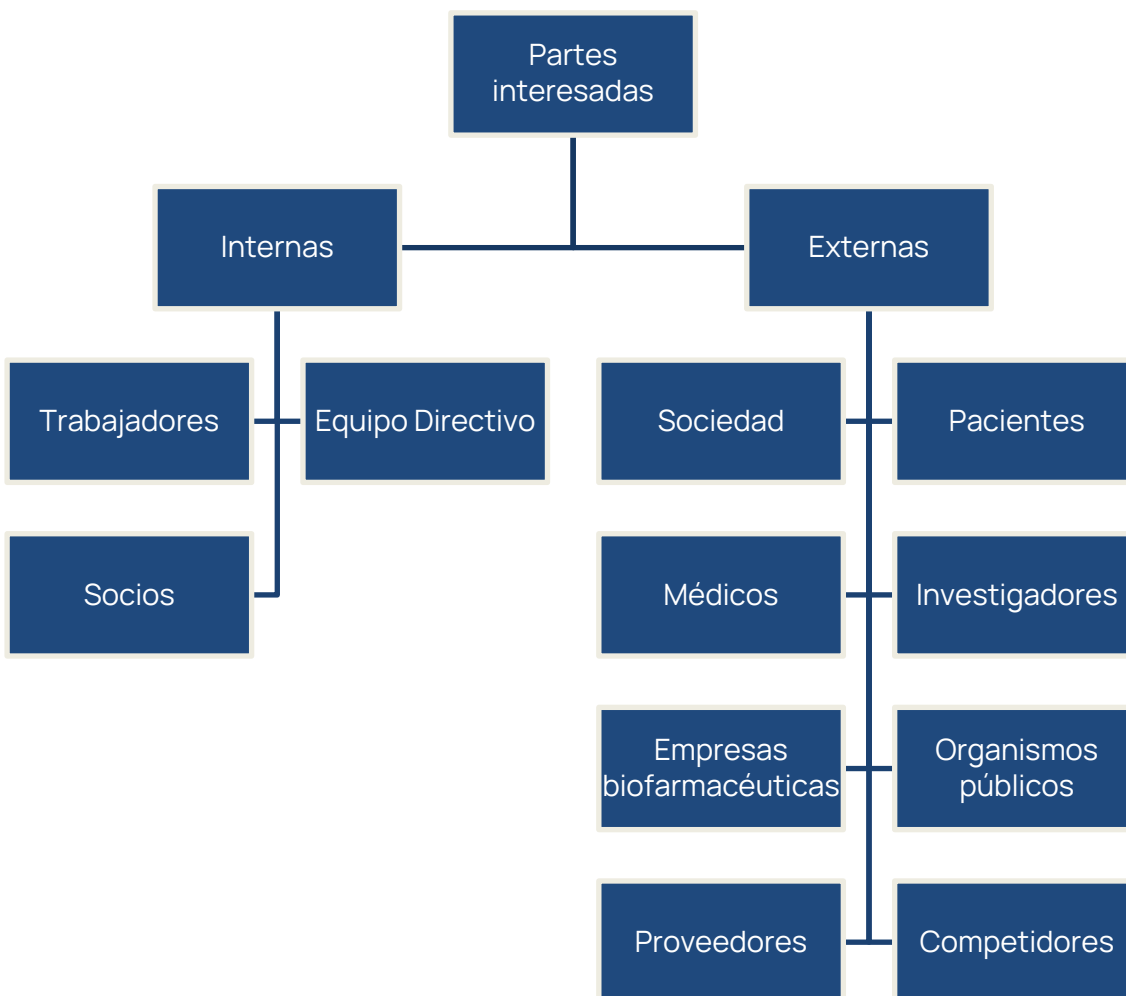 Partes
interesadas
Internas
Externas
Trabajadores
Equipo Directivo
Sociedad
Pacientes
Socios
Médicos
Investigadores
Empresas
biofarmacéuticas
Organismos
públicos
Proveedores
Competidores